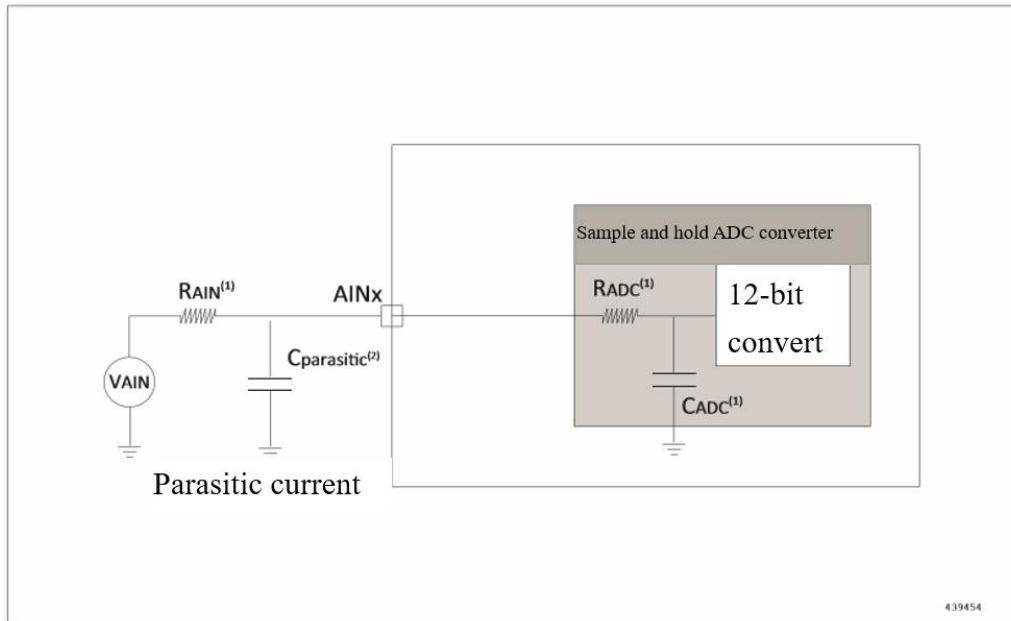 Sample and hold ADC converter
RAIN(1)
AINx
RADC(1)
12-bit
convert
Cparasitic(2)
VAIN
CADC(1)
Parasitic current
439454